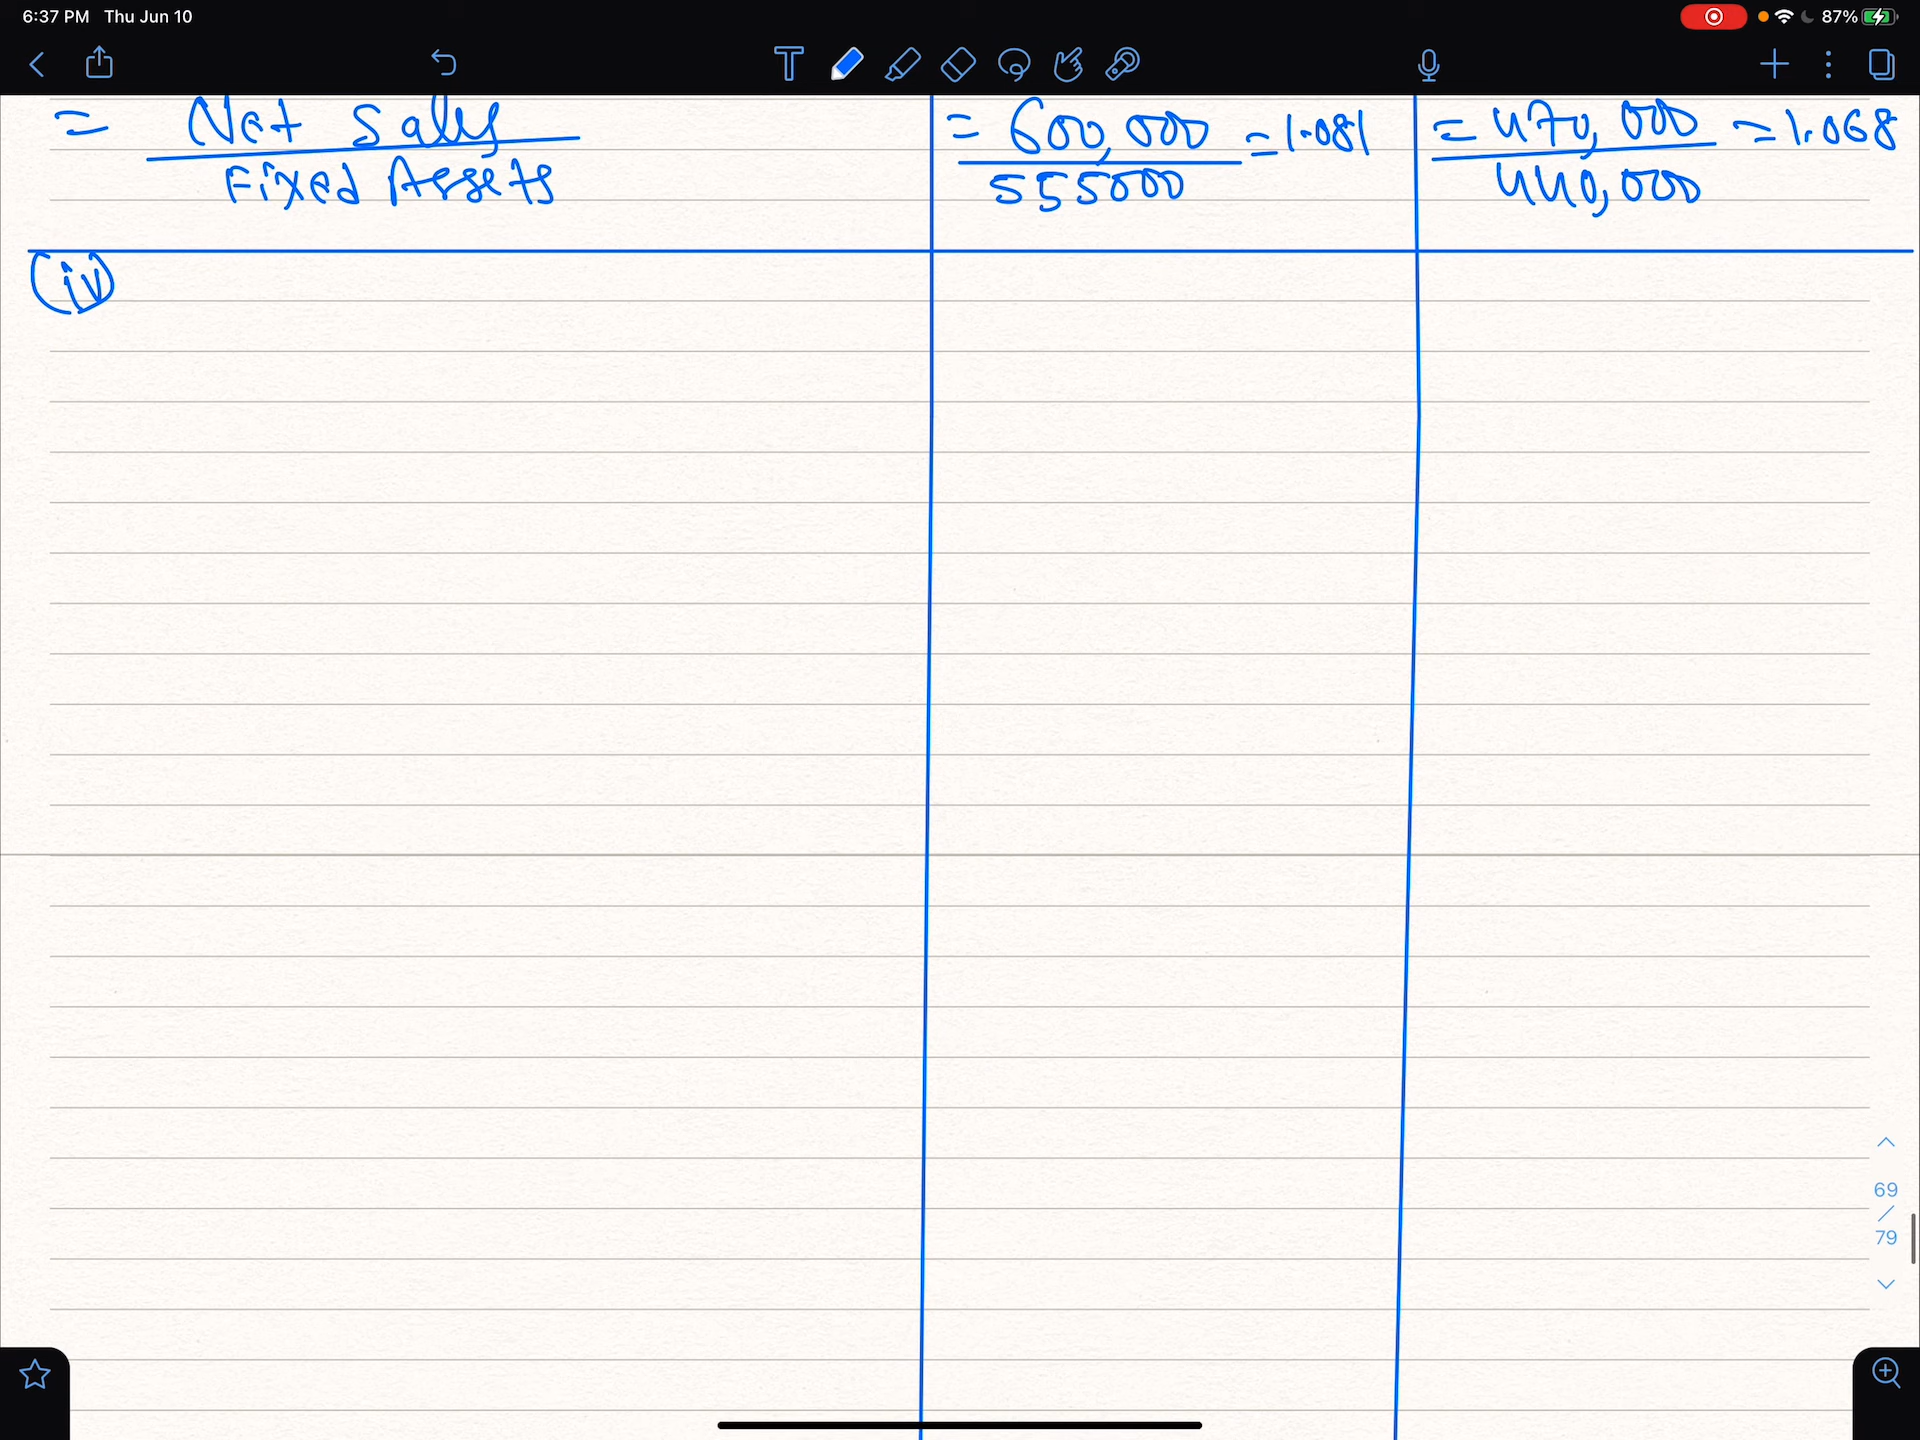 6:37 PM Thu Jun 10
87%
= Net Sales = 600,000 = 1.081 = 470,000 = 1.068
Fixed Assets 555000 440,000
(iv)
69
/
79